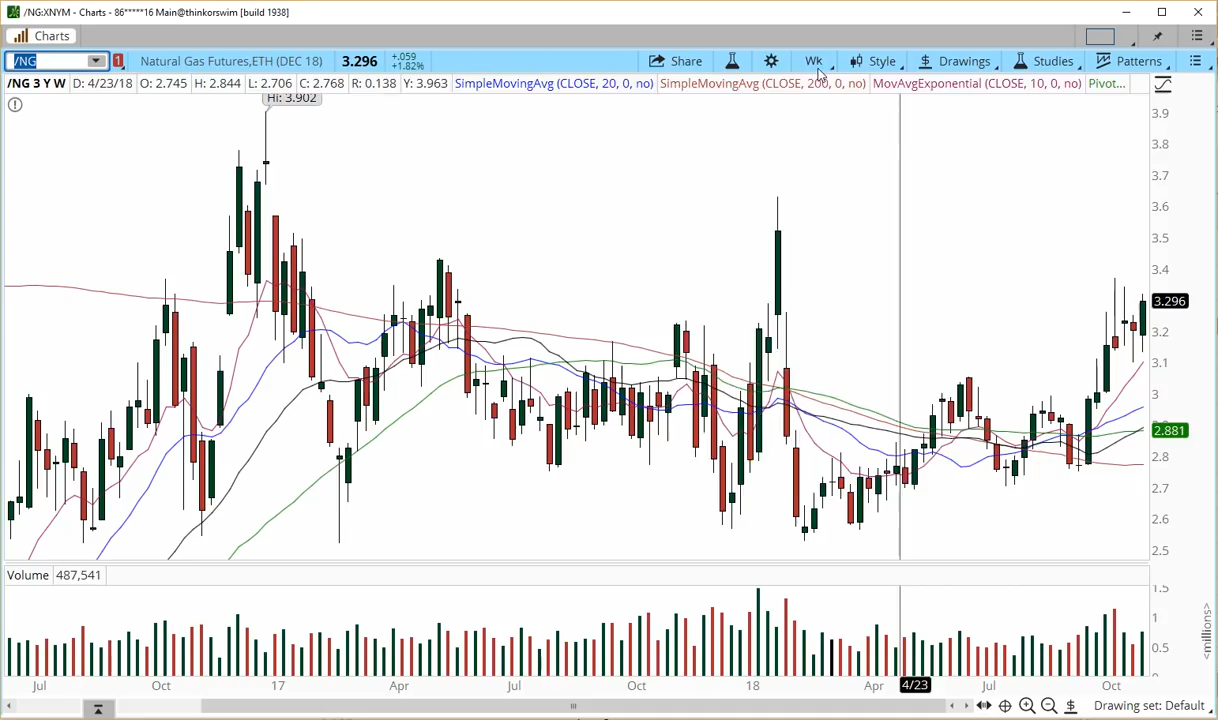 /NG:XNYM - Charts - 86*****16 Main@thinkorswim [build 1938]
Charts
/NG 1 Natural Gas Futures,ETH (DEC 18) 3.296 +.059 +1.82% Share Wk Style $ Drawings Studies Patterns
/NG 3 Y W D: 4/23/18 O: 2.745 H: 2.844 L: 2.706 C: 2.768 R: 0.138 Y: 3.963 SimpleMovingAvg (CLOSE, 20, 0, no) SimpleMovingAvg (CLOSE, 200, 0, no) MovAvgExponential (CLOSE, 10, 0, no) Pivot...
Hi: 3.902
3.9
3.8
3.7
3.6
3.5
3.4
3.296
3.2
3.1
3
2.881
2.8
2.7
2.6
2.5
Volume 487,541
1.5
1
0.5
<millions>
Jul Oct 17 Apr Jul Oct 18 Apr 4/23 Jul Oct
$ Drawing set: Default